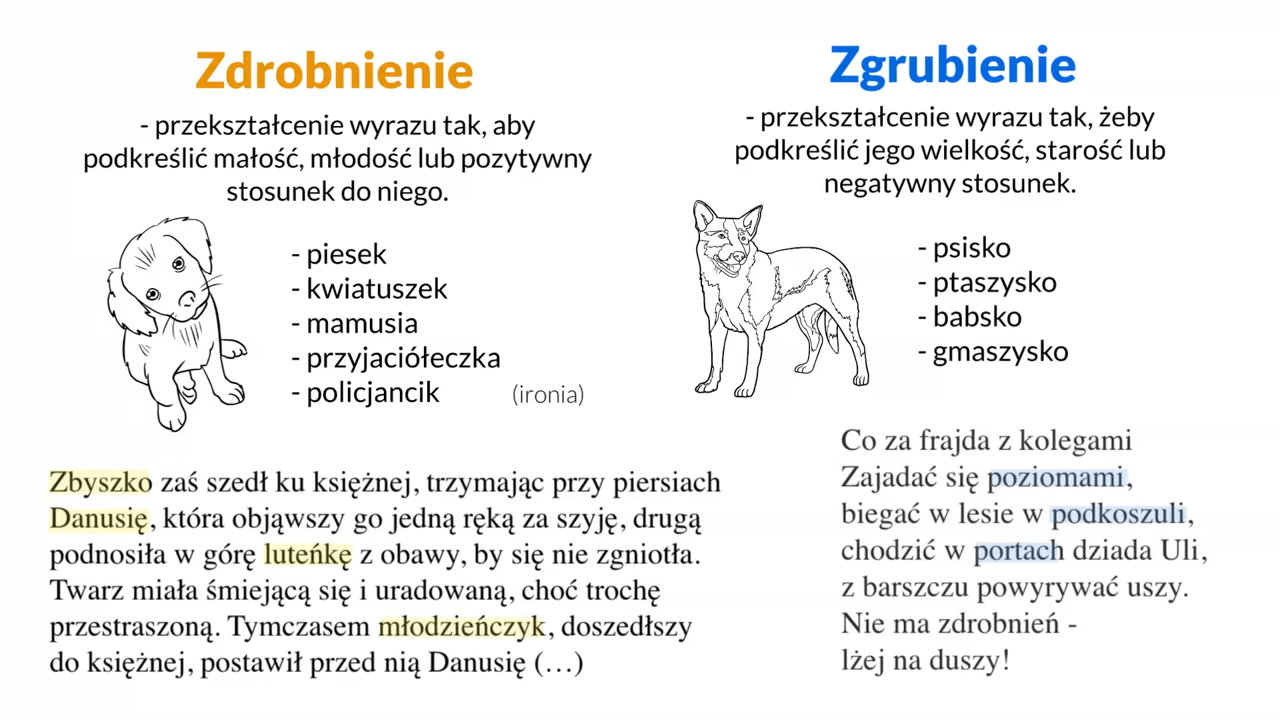 Zdrobnienie
- przekształcenie wyrazu tak, aby
podkreślić małość, młodość lub pozytywny
stosunek do niego.
- piesek
- kwiatuszek
- mamusia
- przyjaciółeczka
- policjancik (ironia)
Zbyszko zaś szedł ku księżnej, trzymając przy piersiach
Danusię, która objąwszy go jedną ręką za szyję, drugą
podnosiła w górę luteńkę z obawy, by się nie zgniotła.
Twarz miała śmiejącą się i uradowaną, choć trochę
przestraszoną. Tymczasem młodzieńczyk, doszedłszy
do księżnej, postawił przed nią Danusię (…)
Zgrubienie
- przekształcenie wyrazu tak, żeby
podkreślić jego wielkość, starość lub
negatywny stosunek.
- psisko
- ptaszysko
- babsko
- gmaszysko
Co za frajda z kolegami
Zajadać się poziomami,
biegać w lesie w podkoszuli,
chodzić w portach dziada Uli,
z barszczu powyrywać uszy.
Nie ma zdrobnień -
lżej na duszy!